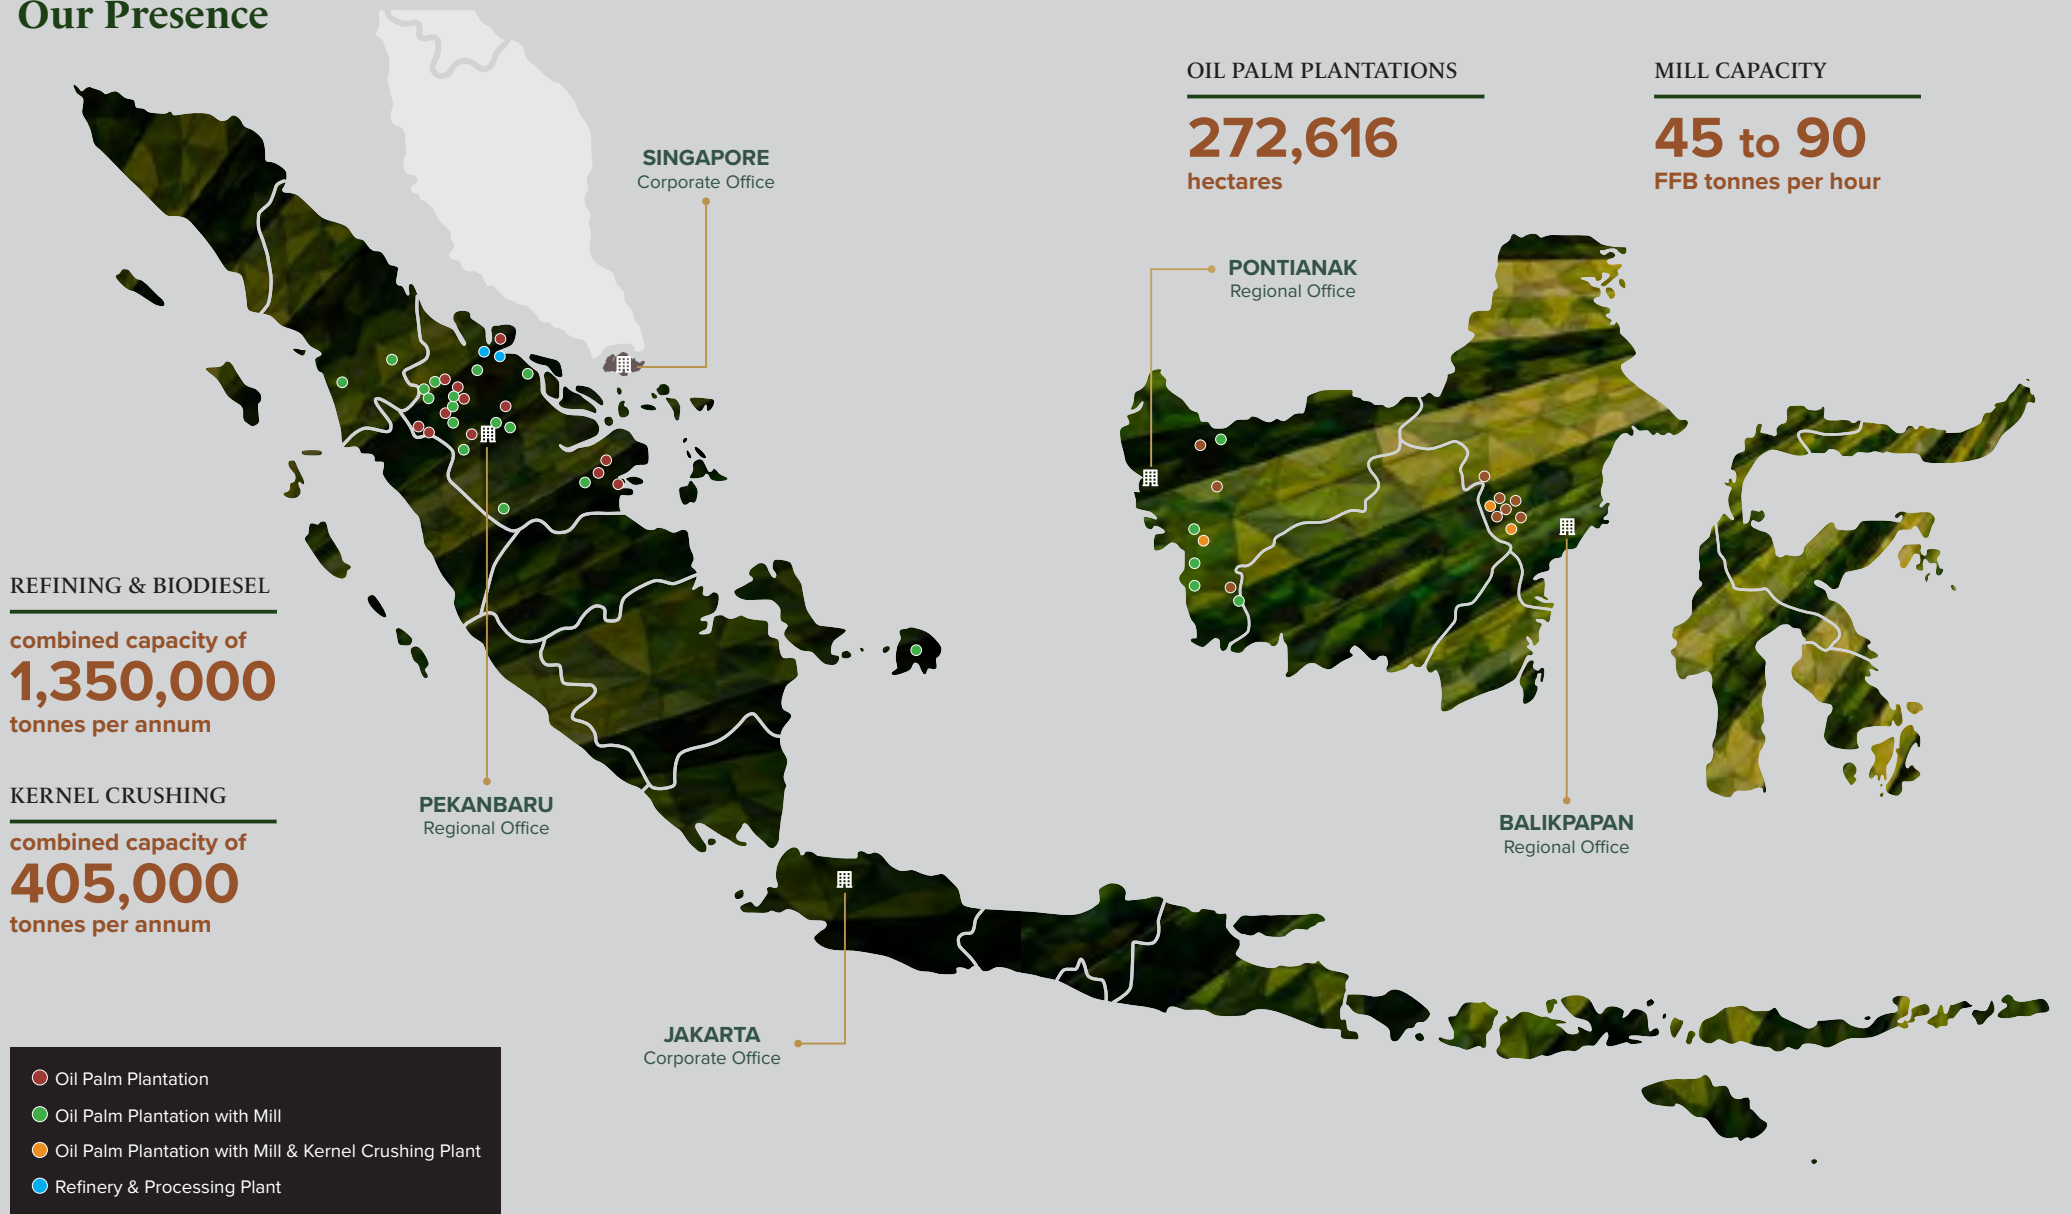 Our Presence
OIL PALM PLANTATIONS
272,616
hectares
MILL CAPACITY
45 to 90
FFB tonnes per hour
SINGAPORE
Corporate Office
PONTIANAK
Regional Office
REFINING & BIODIESEL
combined capacity of
1,350,000
tonnes per annum
KERNEL CRUSHING
combined capacity of
405,000
tonnes per annum
PEKANBARU
Regional Office
BALIKPAPAN
Regional Office
JAKARTA
Corporate Office
Oil Palm Plantation
Oil Palm Plantation with Mill
Oil Palm Plantation with Mill & Kernel Crushing Plant
Refinery & Processing Plant